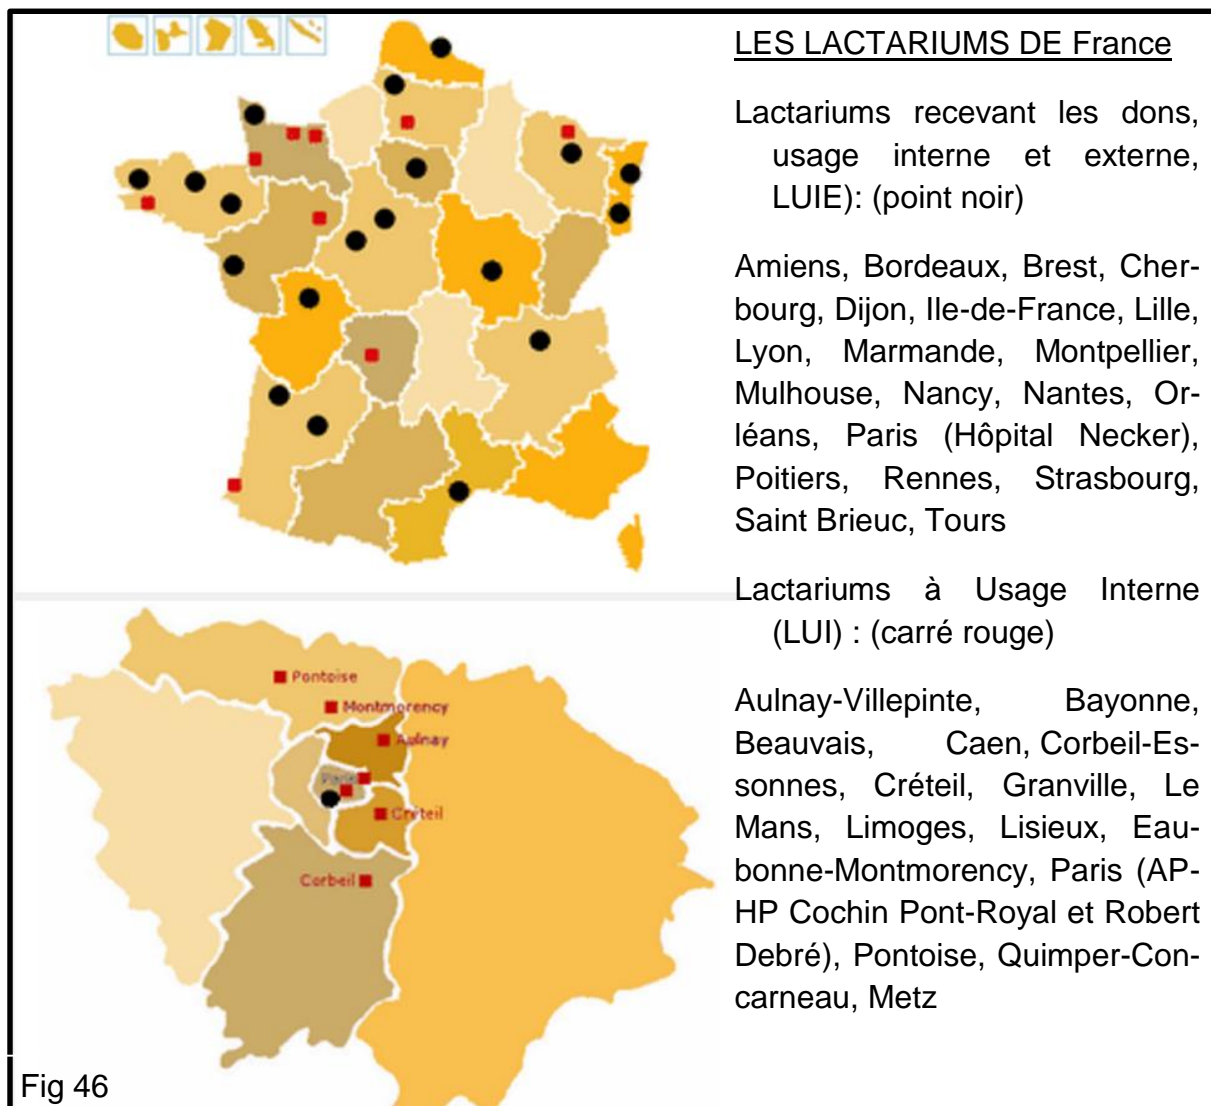 LES LACTARIUMS DE France
Lactariums recevant les dons,
usage interne et externe,
LUIE): (point noir)
Amiens, Bordeaux, Brest, Cher-
bourg, Dijon, Ile-de-France, Lille,
Lyon, Marmande, Montpellier,
Mulhouse, Nancy, Nantes, Or-
léans, Paris (Hôpital Necker),
Poitiers, Rennes, Strasbourg,
Saint Brieuc, Tours
Lactariums à Usage Interne
(LUI) : (carré rouge)
Aulnay-Villepinte, Bayonne,
Beauvais, Caen, Corbeil-Es-
sonnes, Créteil, Granville, Le
Mans, Limoges, Lisieux, Eau-
bonne-Montmorency, Paris (AP-
HP Cochin Pont-Royal et Robert
Debré), Pontoise, Quimper-Con-
carneau, Metz
Pontoise
Montmorency
Aulnay
Paris
Créteil
Corbeil
Fig 46